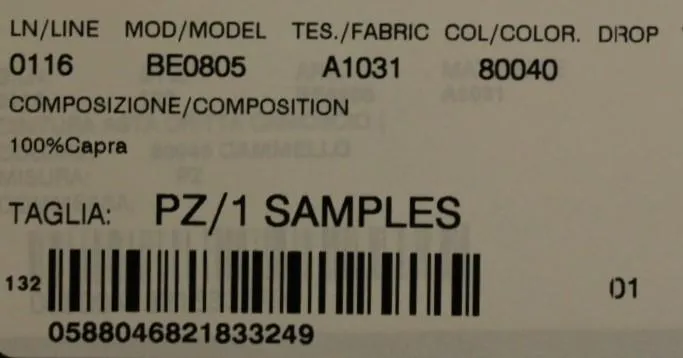 LN/LINE MOD/MODEL TES./FABRIC COL/COLOR. DROP
0116 BE0805 A1031 80040
COMPOSIZIONE/COMPOSITION
100%Capra
TAGLIA: PZ/1 SAMPLES
132 01
0588046821833249